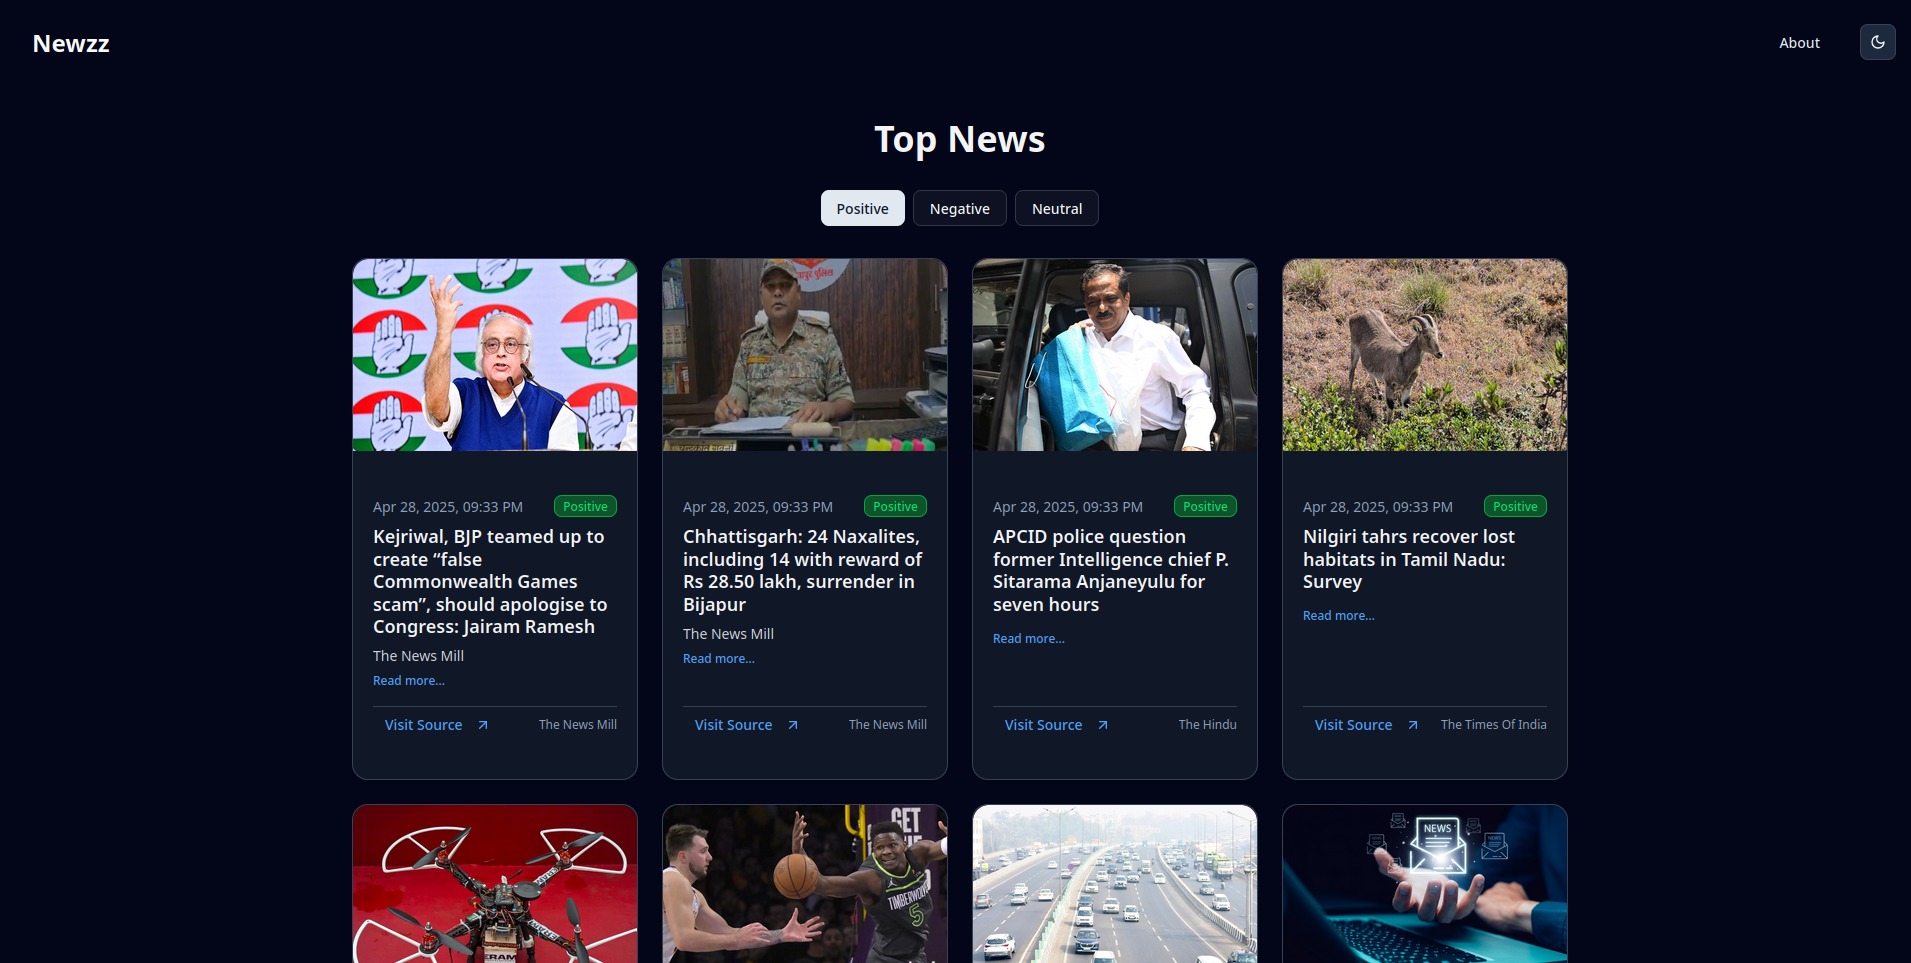 Newzz
About
Top News
Positive
Negative
Neutral
Apr 28, 2025, 09:33 PM
Positive
Kejriwal, BJP teamed up to
create “false
Commonwealth Games
scam”, should apologise to
Congress: Jairam Ramesh
The News Mill
Read more...
Visit Source
The News Mill
Apr 28, 2025, 09:33 PM
Positive
Chhattisgarh: 24 Naxalites,
including 14 with reward of
Rs 28.50 lakh, surrender in
Bijapur
The News Mill
Read more...
Visit Source
The News Mill
Apr 28, 2025, 09:33 PM
Positive
APCID police question
former Intelligence chief P.
Sitarama Anjaneyulu for
seven hours
Read more...
Visit Source
The Hindu
Apr 28, 2025, 09:33 PM
Positive
Nilgiri tahrs recover lost
habitats in Tamil Nadu:
Survey
Read more...
Visit Source
The Times Of India
GET
TIMBERWOLVES
5
NEWS